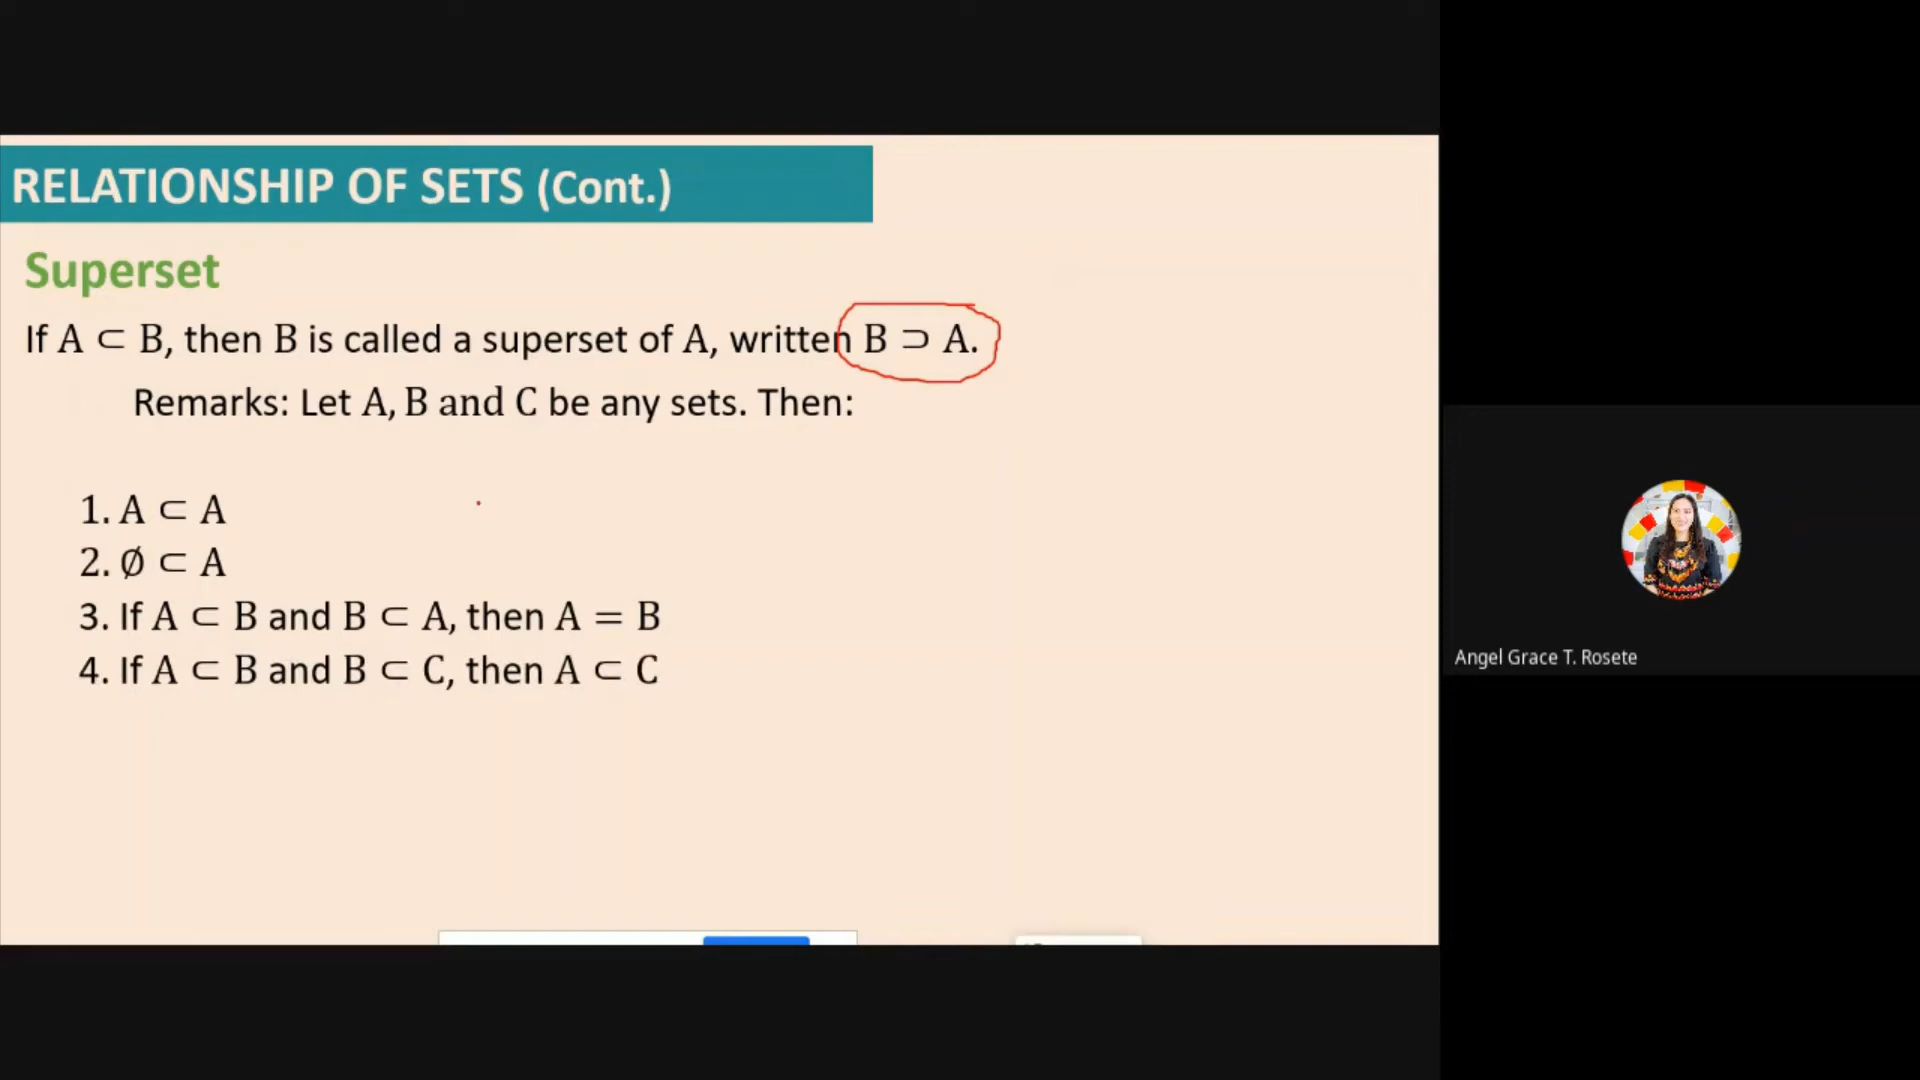 RELATIONSHIP OF SETS (Cont.)
Superset
If A ⊂ B, then B is called a superset of A, written B ⊃ A.
Remarks: Let A, B and C be any sets. Then:
1. A ⊂ A
2. ∅ ⊂ A
3. If A ⊂ B and B ⊂ A, then A = B
4. If A ⊂ B and B ⊂ C, then A ⊂ C
Angel Grace T. Rosete